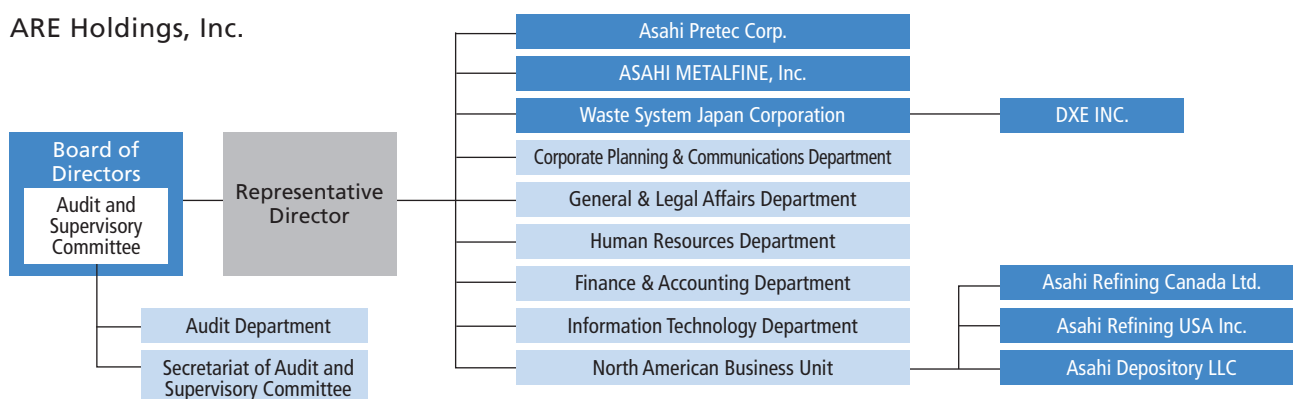 ARE Holdings, Inc.
Board of
Directors
Audit and
Supervisory
Committee
Audit Department
Secretariat of Audit and
Supervisory Committee
Representative
Director
Asahi Pretec Corp.
ASAHI METALFINE, Inc.
Waste System Japan Corporation
DXE INC.
Corporate Planning & Communications Department
General & Legal Affairs Department
Human Resources Department
Finance & Accounting Department
Information Technology Department
North American Business Unit
Asahi Refining Canada Ltd.
Asahi Refining USA Inc.
Asahi Depository LLC